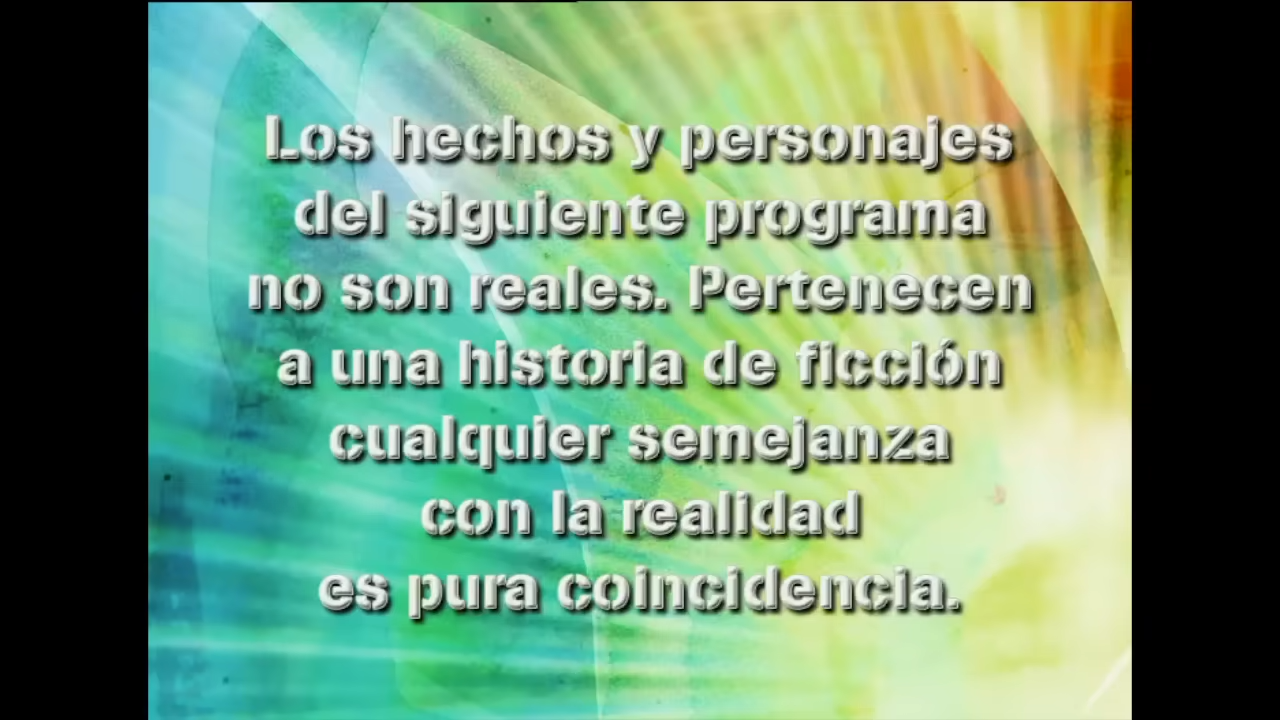 Los hechos y personajes
del siguiente programa
no son reales. Pertenecen
a una historia de ficción
cualquier semejanza
con la realidad
es pura coincidencia.